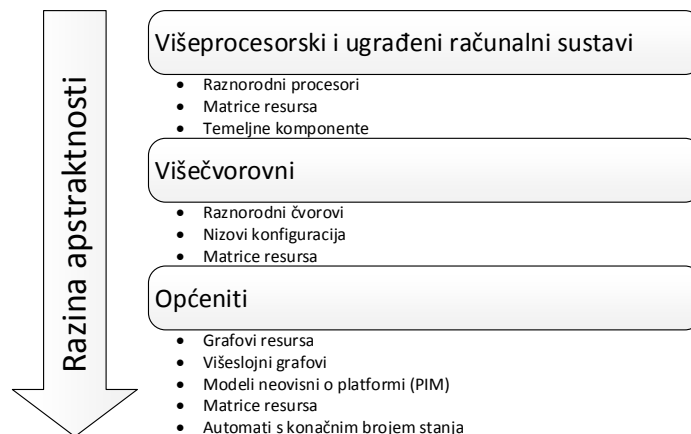 Razina apstraktnosti
Višeprocesorski i ugrađeni računalni sustavi
• Raznorodni procesori
• Matrice resursa
• Temeljne komponente
Višečvorovni
• Raznorodni čvorovi
• Nizovi konfiguracija
• Matrice resursa
Općeniti
• Grafovi resursa
• Višeslojni grafovi
• Modeli neovisni o platformi (PIM)
• Matrice resursa
• Automati s konačnim brojem stanja